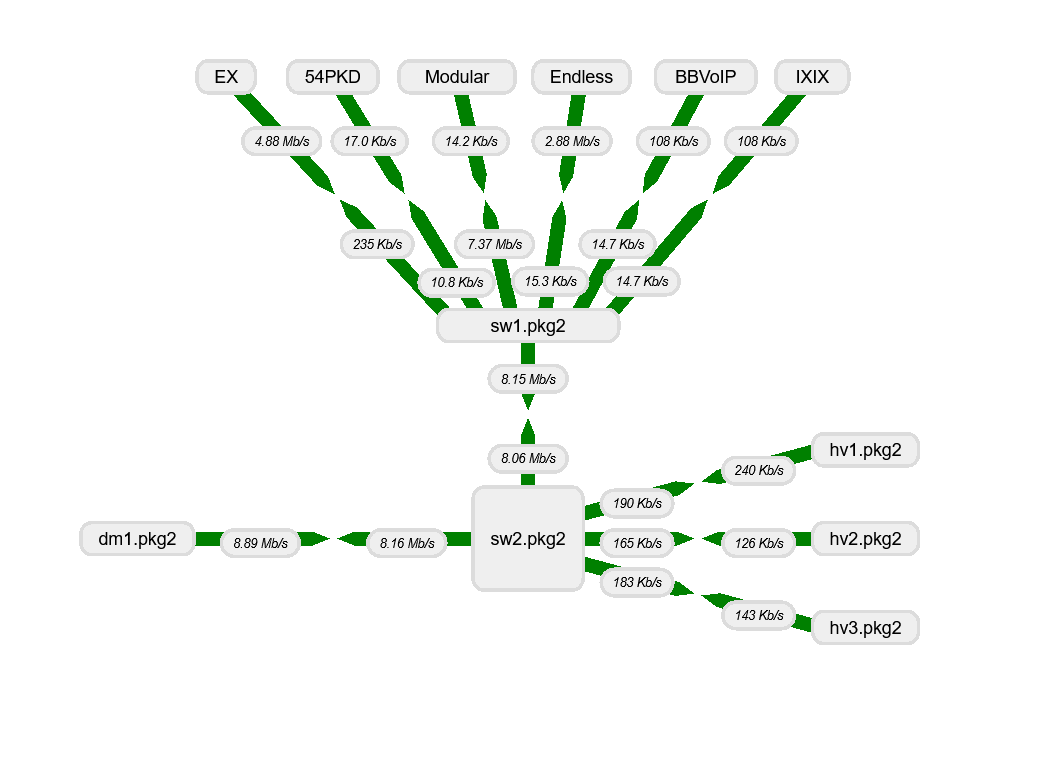 EX
54PKD
Modular
Endless
BBVoIP
IXIX
4.88 Mb/s
17.0 Kb/s
14.2 Kb/s
2.88 Mb/s
108 Kb/s
108 Kb/s
235 Kb/s
7.37 Mb/s
14.7 Kb/s
10.8 Kb/s
15.3 Kb/s
14.7 Kb/s
sw1.pkg2
8.15 Mb/s
8.06 Mb/s
hv1.pkg2
240 Kb/s
190 Kb/s
dm1.pkg2
8.89 Mb/s
8.16 Mb/s
sw2.pkg2
165 Kb/s
126 Kb/s
hv2.pkg2
183 Kb/s
143 Kb/s
hv3.pkg2